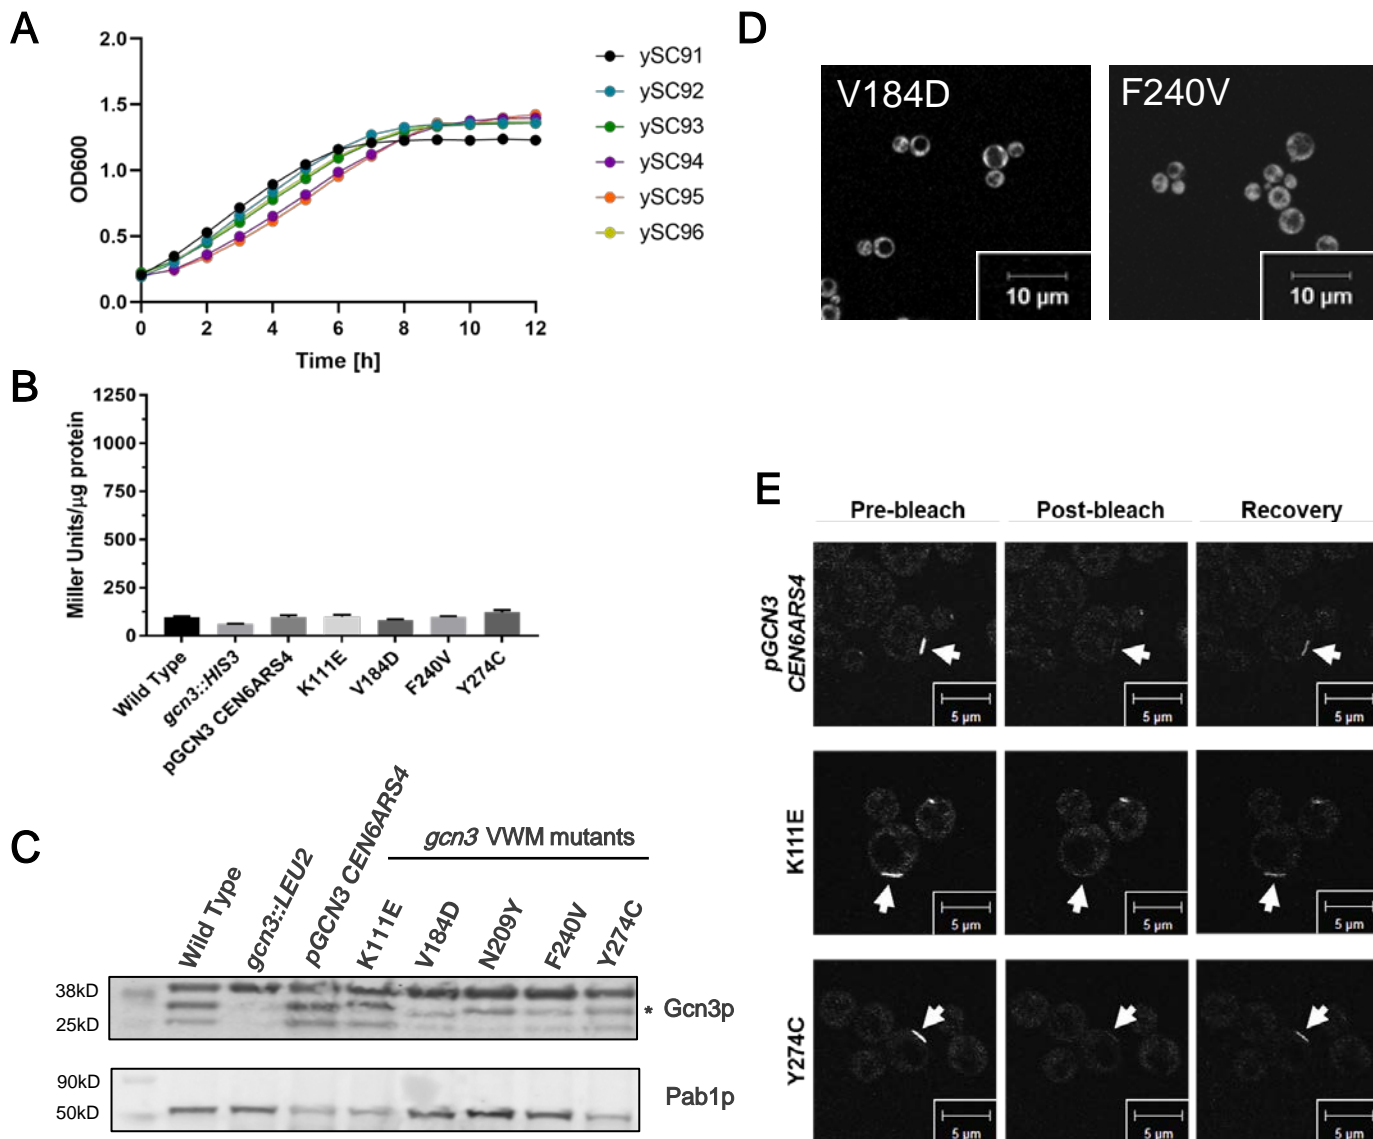 A
2.0
1.5
1.0
0.5
0.0
OD600
0
2
4
6
8
10
12
Time [h]
ySC91
ySC92
ySC93
ySC94
ySC95
ySC96
B
1250
1000
750
500
250
0
Miller Units/µg protein
Wild Type
gcn3::HIS3
pGCN3 CEN6ARS4
K111E
V184D
F240V
Y274C
C
gcn3 VWM mutants
Wild Type
gcn3::LEU2
pGCN3 CEN6ARS4
K111E
V184D
N209Y
F240V
Y274C
38kD
25kD
* Gcn3p
90kD
50kD
Pab1p
D
V184D
10 µm
F240V
10 µm
E
Pre-bleach
Post-bleach
Recovery
pGCN3
CEN6ARS4
5 µm
5 µm
5 µm
K111E
5 µm
5 µm
5 µm
Y274C
5 µm
5 µm
5 µm